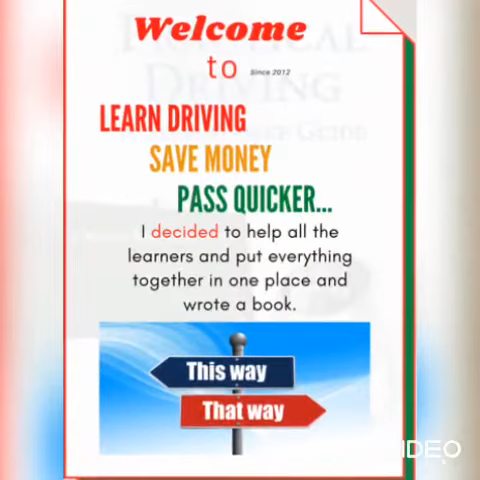 Welcome
to Since 2012
LEARN DRIVING
SAVE MONEY
PASS QUICKER...
I decided to help all the
learners and put everything
together in one place and
wrote a book.
This way
That way